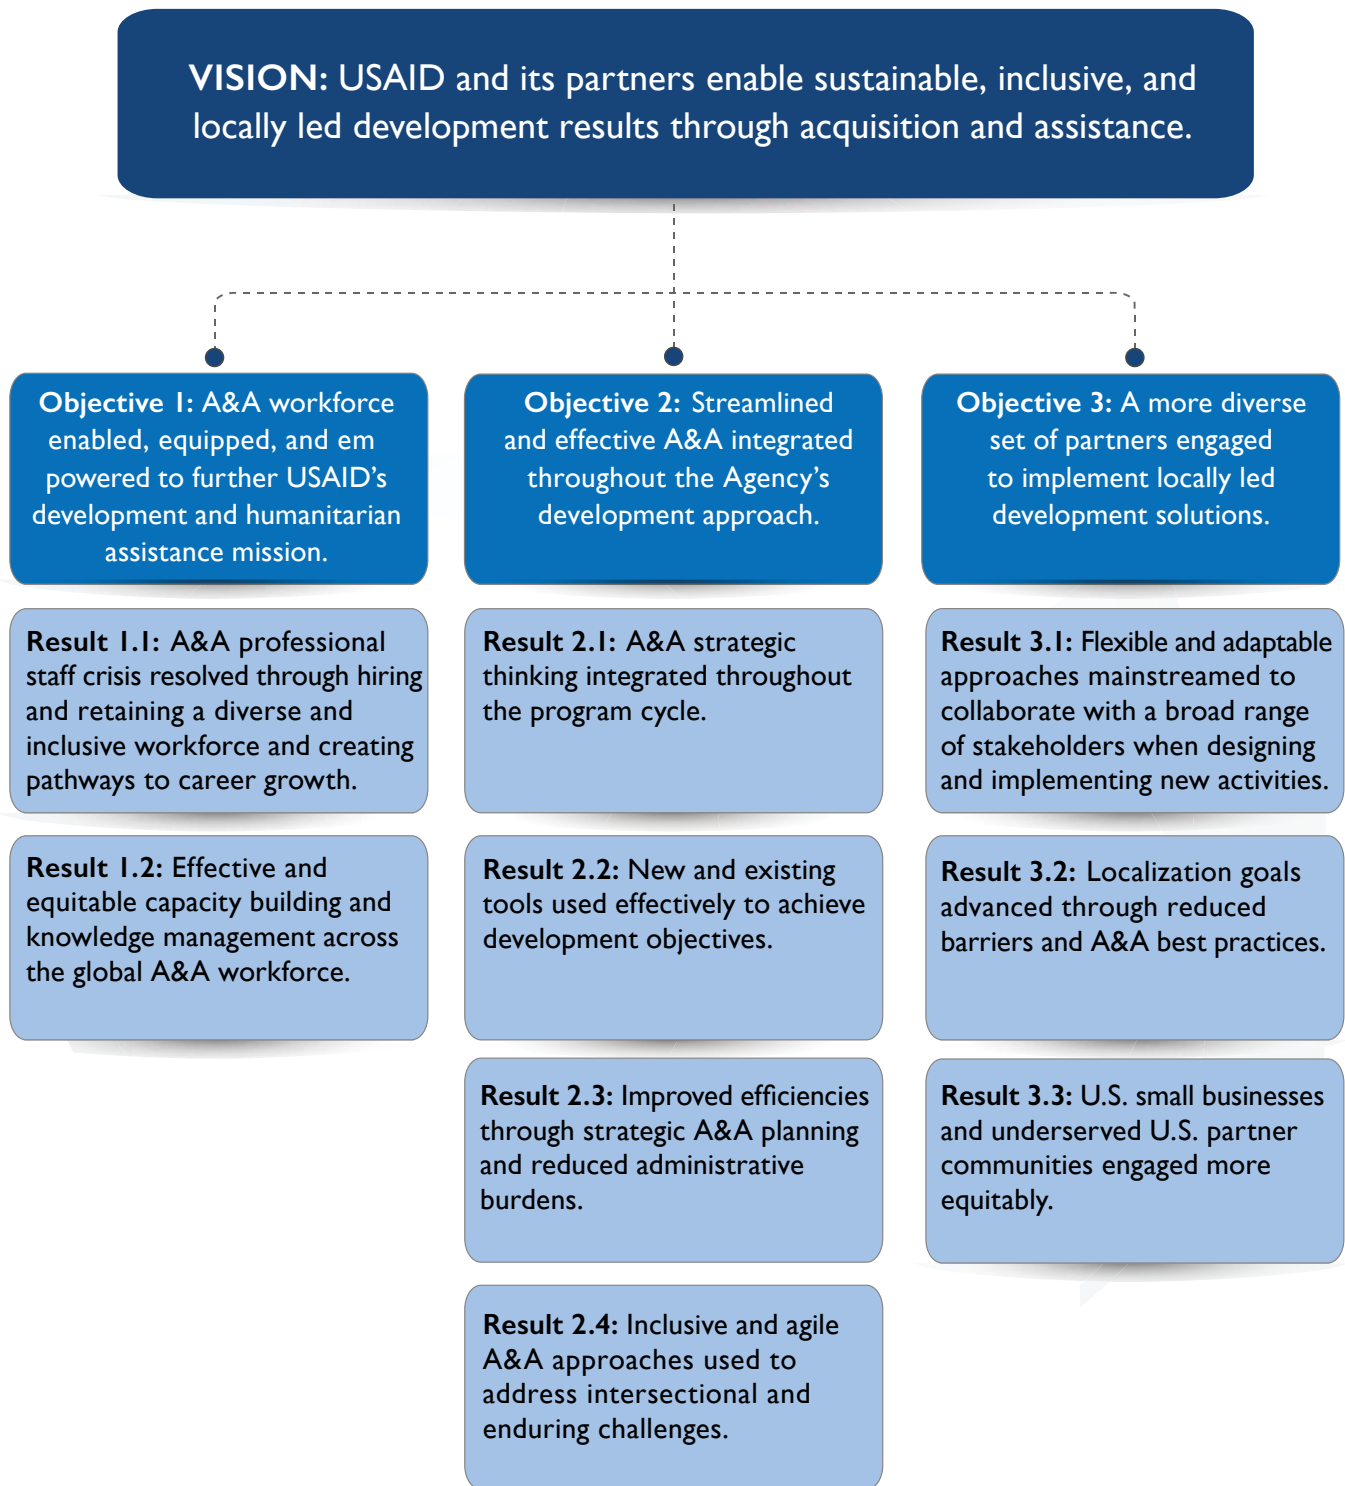 VISION: USAID and its partners enable sustainable, inclusive, and
locally led development results through acquisition and assistance.
Objective 1: A&A workforce
enabled, equipped, and em
powered to further USAID's
development and humanitarian
assistance mission.
Result 1.1: A&A professional
staff crisis resolved through hiring
and retaining a diverse and
inclusive workforce and creating
pathways to career growth.
Result 1.2: Effective and
equitable capacity building and
knowledge management across
the global A&A workforce.
Objective 2: Streamlined
and effective A&A integrated
throughout the Agency's
development approach.
Result 2.1: A&A strategic
thinking integrated throughout
the program cycle.
Result 2.2: New and existing
tools used effectively to achieve
development objectives.
Result 2.3: Improved efficiencies
through strategic A&A planning
and reduced administrative
burdens.
Result 2.4: Inclusive and agile
A&A approaches used to
address intersectional and
enduring challenges.
Objective 3: A more diverse
set of partners engaged
to implement locally led
development solutions.
Result 3.1: Flexible and adaptable
approaches mainstreamed to
collaborate with a broad range
of stakeholders when designing
and implementing new activities.
Result 3.2: Localization goals
advanced through reduced
barriers and A&A best practices.
Result 3.3: U.S. small businesses
and underserved U.S. partner
communities engaged more
equitably.